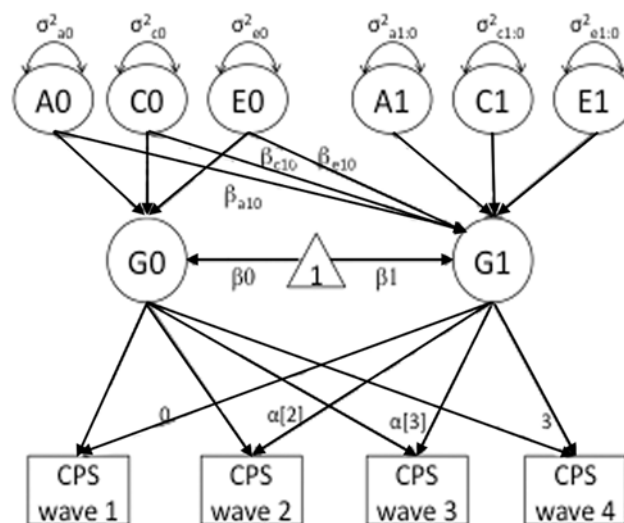 σ²a0 σ²c0 σ²e0 σ²a1:0 σ²c1:0 σ²e1:0
A0 C0 E0 A1 C1 E1
βc10 βe10
βa10
G0 1 G1
β0 β1
0 α[2] α[3] 3
CPS CPS CPS CPS
wave 1 wave 2 wave 3 wave 4